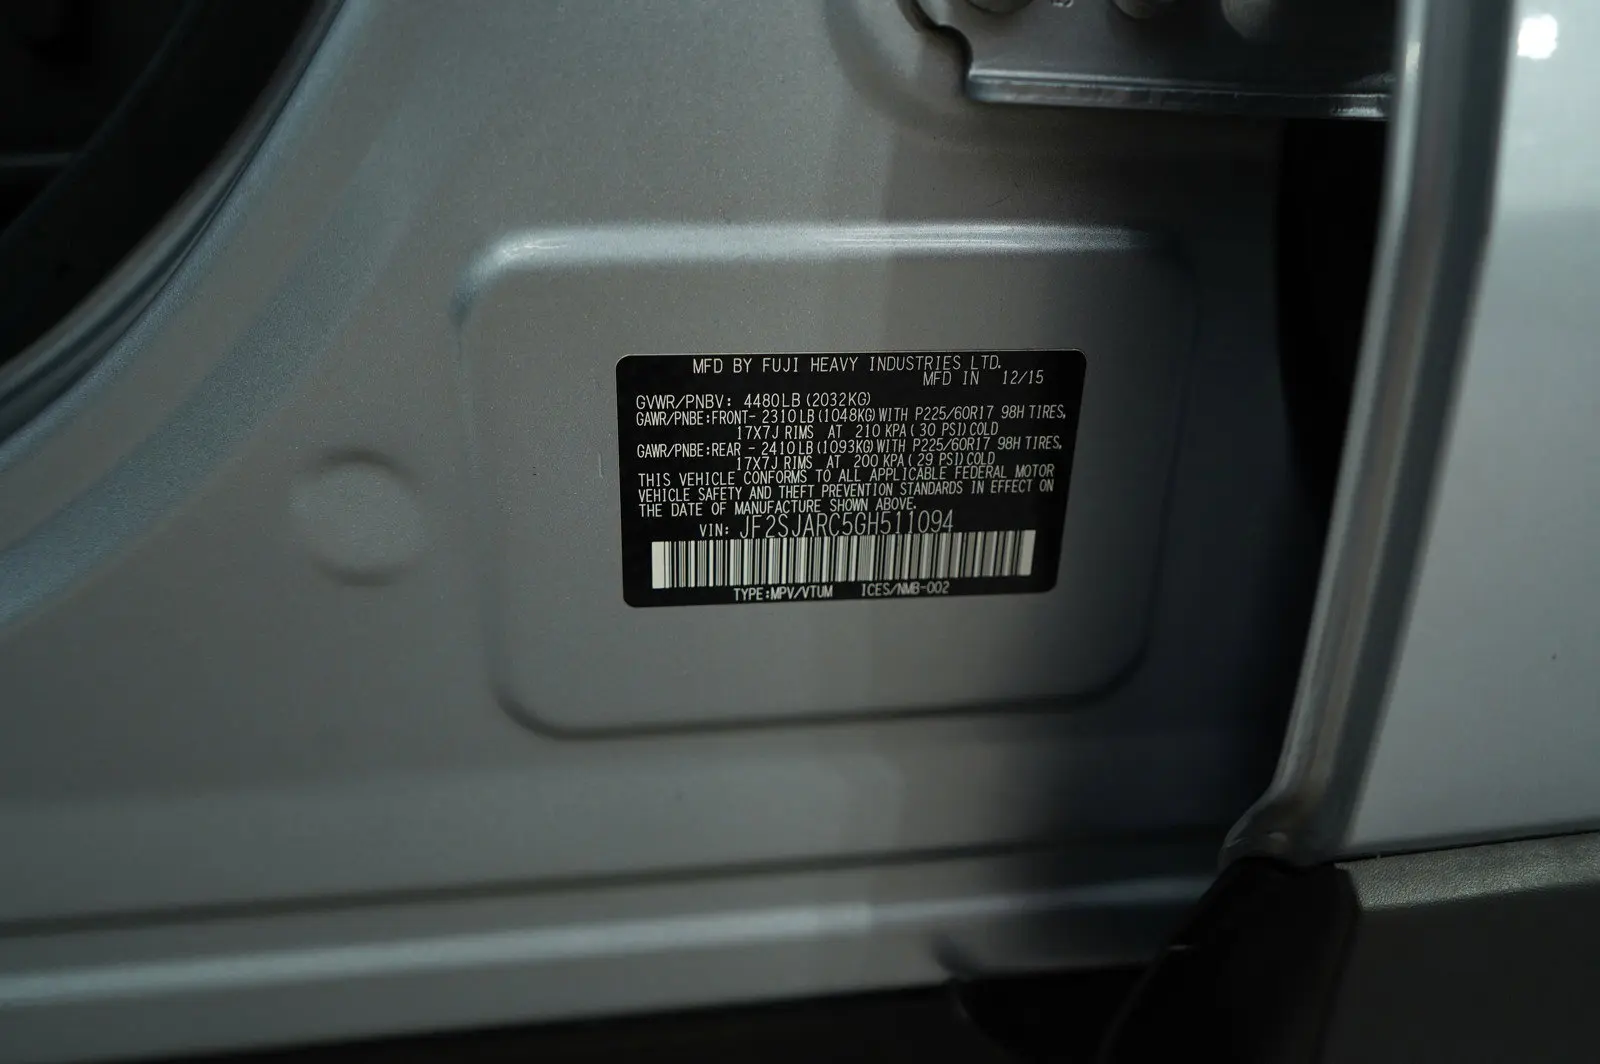 MFD BY FUJI HEAVY INDUSTRIES LTD.
MFD IN 12/15
GVWR/PNBV: 4480LB (2032KG)
GAWR/PNBE:FRONT- 2310LB (1048KG) WITH P225/60R17 98H TIRES,
17X7J RIMS AT 210 KPA ( 30 PSI) COLD
GAWR/PNBE:REAR - 2410LB (1093KG) WITH P225/60R17 98H TIRES,
17X7J RIMS AT 200 KPA ( 29 PSI) COLD
THIS VEHICLE CONFORMS TO ALL APPLICABLE FEDERAL MOTOR
VEHICLE SAFETY AND THEFT PREVENTION STANDARDS IN EFFECT ON
THE DATE OF MANUFACTURE SHOWN ABOVE.
VIN: JF2SJARC5GH511094
TYPE:MPV/VTUM ICES/NMB-002